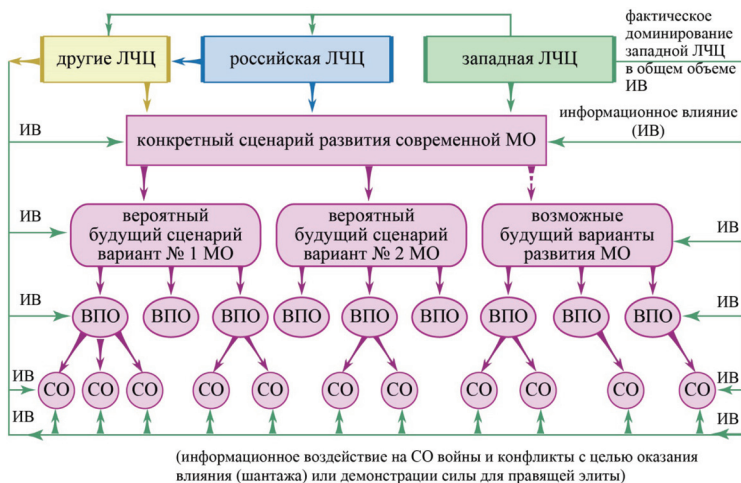 фактическое
доминирование
западной ЛЧЦ
в общем объеме
ИВ
другие ЛЧЦ
российская ЛЧЦ
западная ЛЧЦ
информационное влияние
(ИВ)
ИВ
конкретный сценарий развития современной МО
ИВ
вероятный
будущий сценарий
вариант № 1 МО
вероятный
будущий сценарий
вариант № 2 МО
возможные
будущий варианты
развития МО
ИВ
ИВ
ВПО
ВПО
ВПО
ВПО
ВПО
ВПО
ВПО
ВПО
ВПО
ИВ
ИВ
СО
СО
СО
СО
СО
СО
СО
СО
СО
СО
СО
ИВ
ИВ
ИВ
(информационное воздействие на СО войны и конфликты с целью оказания
влияния (шантажа) или демонстрации силы для правящей элиты)